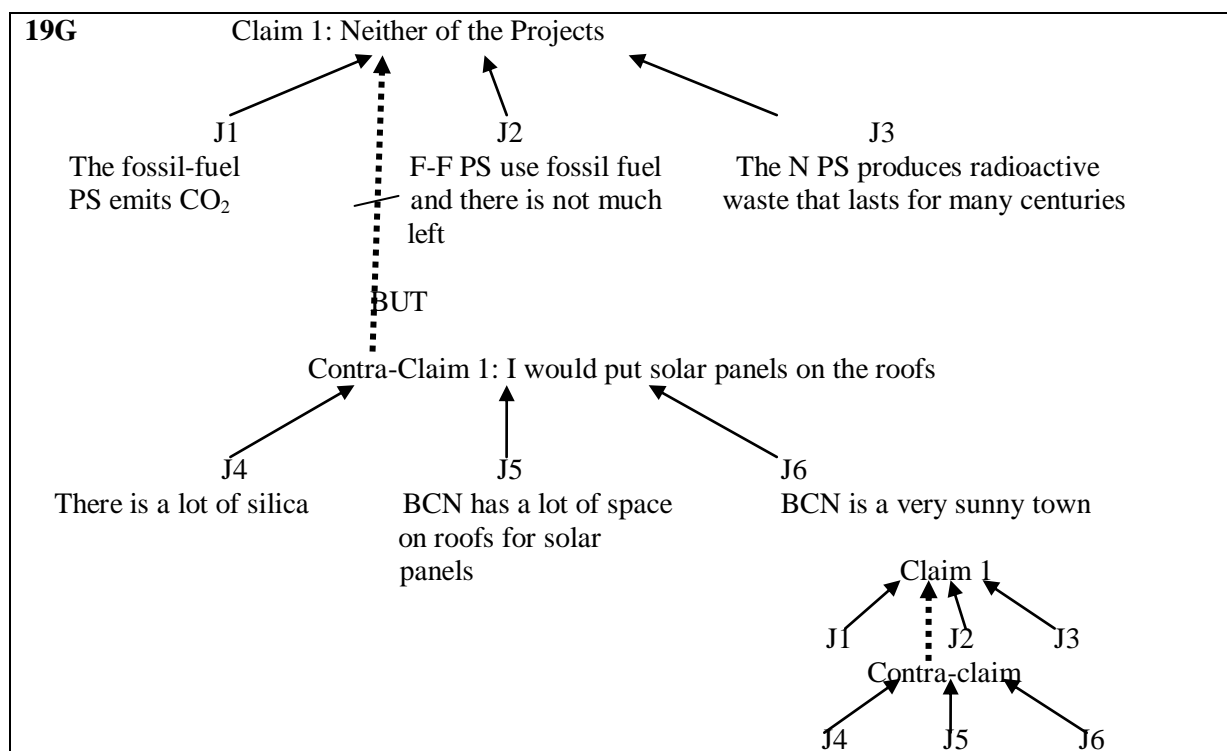 19G Claim 1: Neither of the Projects
J1 J2 J3
The fossil-fuel F-F PS use fossil fuel The N PS produces radioactive
PS emits CO₂ and there is not much waste that lasts for many centuries
left
BUT
Contra-Claim 1: I would put solar panels on the roofs
J4 J5 J6
There is a lot of silica BCN has a lot of space BCN is a very sunny town
on roofs for solar
panels
Claim 1
J1 J2 J3
Contra-claim
J4 J5 J6